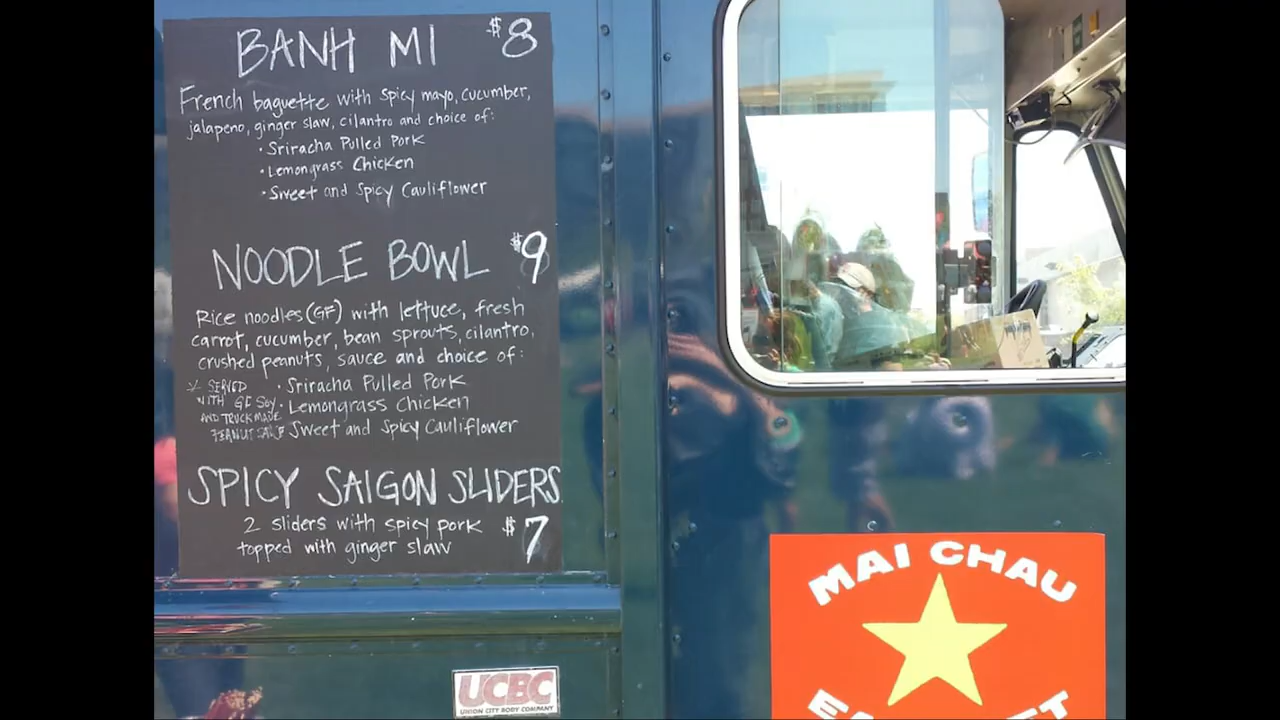 BANH MI $8
French baguette with spicy mayo, cucumber,
jalapeno, ginger slaw, cilantro and choice of:
• Sriracha Pulled Pork
• Lemongrass Chicken
• Sweet and Spicy Cauliflower
NOODLE BOWL $9
Rice noodles (GF) with lettuce, fresh
carrot, cucumber, bean sprouts, cilantro,
crushed peanuts, sauce and choice of:
• Sriracha Pulled Pork
• Lemongrass Chicken
• Sweet and Spicy Cauliflower
SERVED
WITH GF SOY
AND TRUCK MADE
PEANUT SAUCE
SPICY SAIGON SLIDERS
2 sliders with spicy pork $7
topped with ginger slaw
UCBC
UNION CITY BODY COMPANY
MAI CHAU